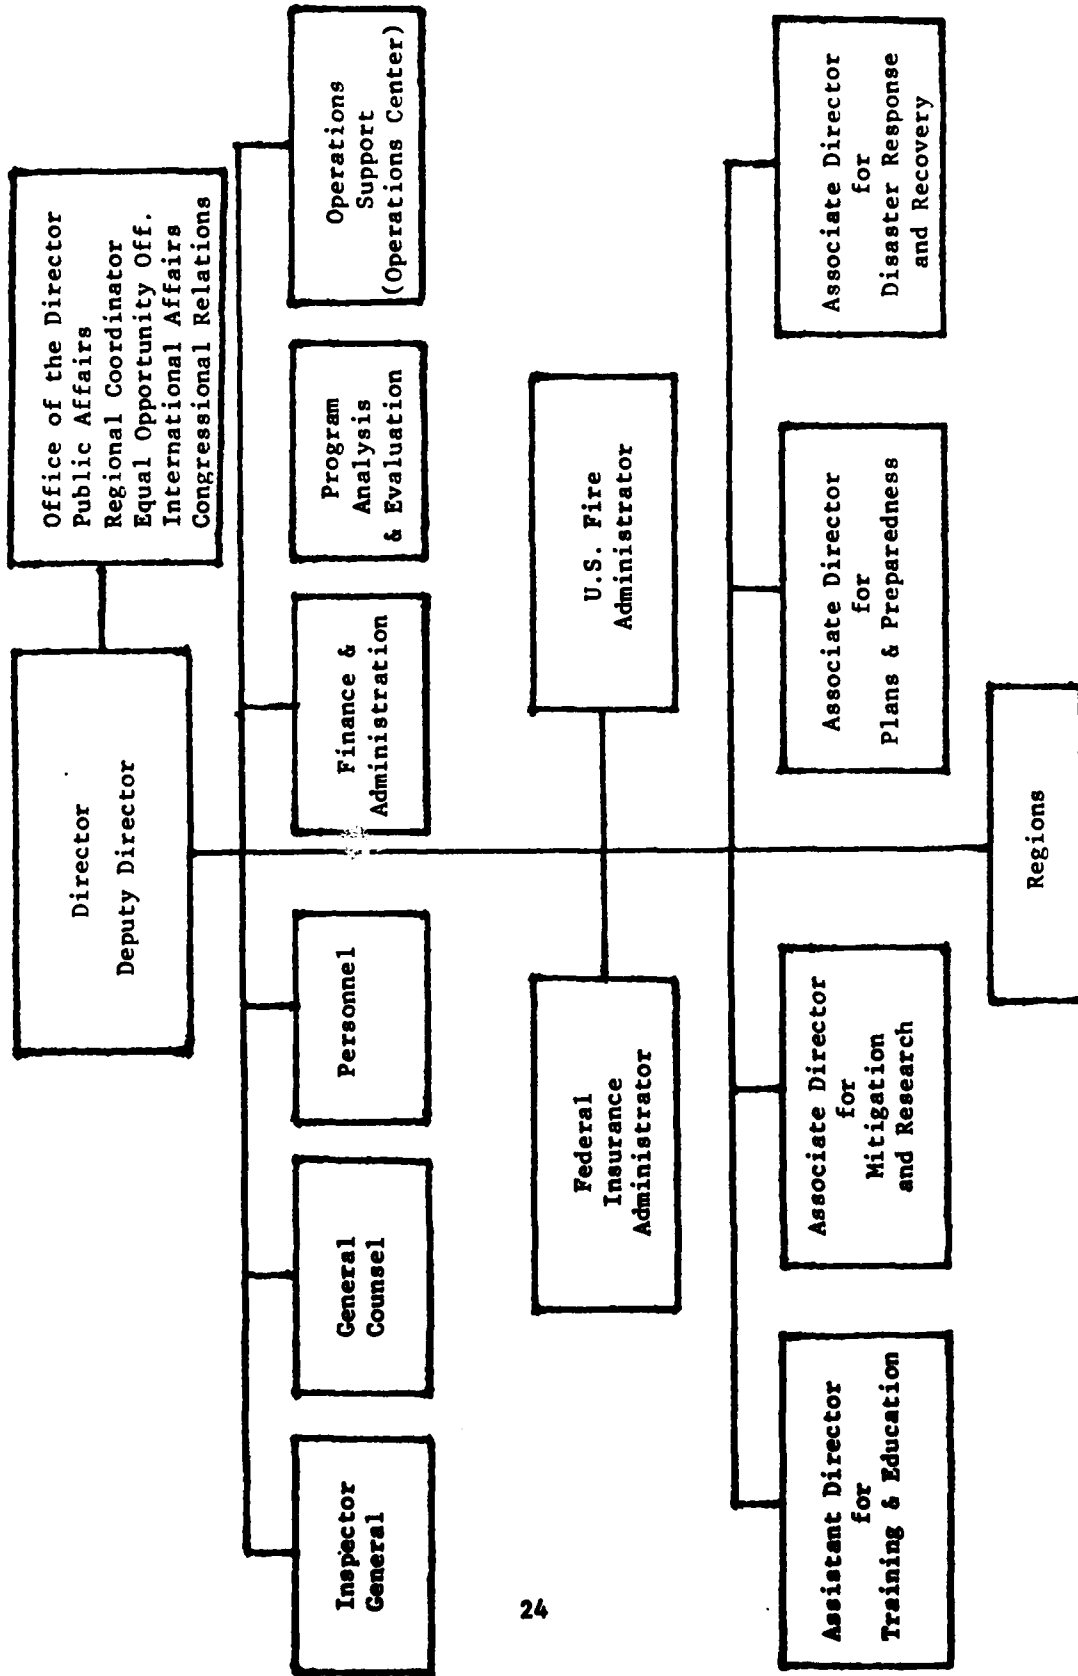 Director
Deputy Director
Office of the Director
Public Affairs
Regional Coordinator
Equal Opportunity Off.
International Affairs
Congressional Relations
Inspector
General
General
Counsel
Personnel
Finance &
Administration
Program
Analysis
& Evaluation
Operations
Support
(Operations Center)
Federal
Insurance
Administrator
U.S. Fire
Administrator
Assistant Director
for
Training & Education
Associate Director
for
Mitigation
and Research
Associate Director
for
Plans & Preparedness
Associate Director
for
Disaster Response
and Recovery
Regions
24